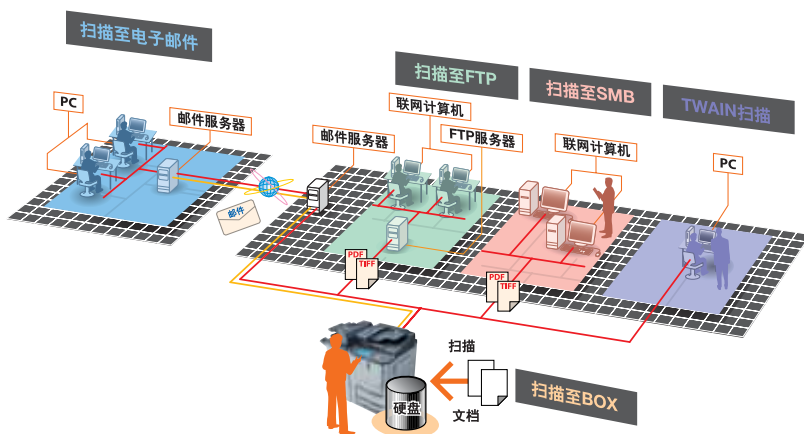 扫描至电子邮件
PC
邮件服务器
邮件
扫描至FTP
联网计算机
邮件服务器
FTP服务器
扫描至SMB
联网计算机
TWAIN扫描
PC
PDF
TIFF
PDF
TIFF
扫描
文档
硬盘
扫描至BOX